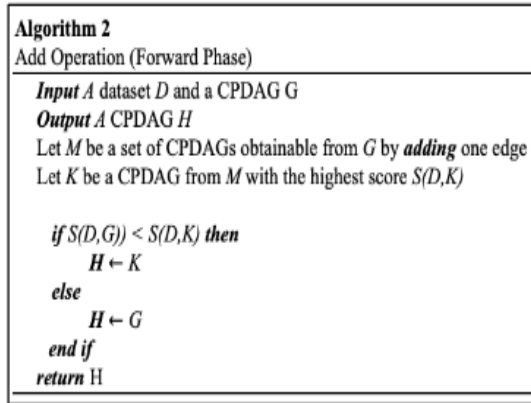 Algorithm 2
Add Operation (Forward Phase)
Input A dataset D and a CPDAG G
Output A CPDAG H
Let M be a set of CPDAGs obtainable from G by adding one edge
Let K be a CPDAG from M with the highest score S(D,K)
if S(D,G)) < S(D,K) then
H ← K
else
H ← G
end if
return H